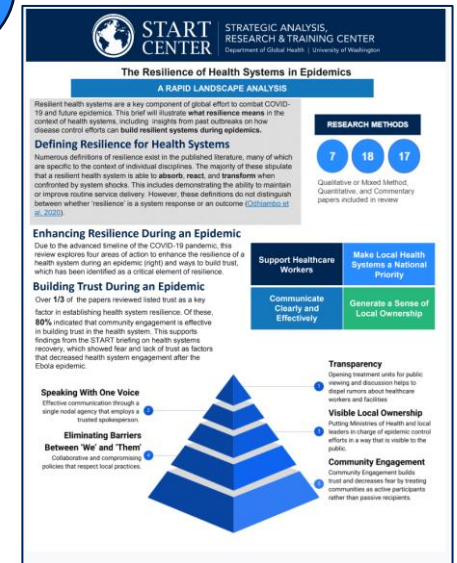 START
CENTER
STRATEGIC ANALYSIS,
RESEARCH & TRAINING CENTER
Department of Global Health | University of Washington
The Resilience of Health Systems in Epidemics
A RAPID LANDSCAPE ANALYSIS
Resilient health systems are a key component of global effort to combat COVID-
19 and future epidemics. This brief will illustrate what resilience means in the
context of health systems, including insights from past outbreaks on how
disease control efforts can build resilient systems during epidemics.
Defining Resilience for Health Systems
Numerous definitions of resilience exist in the published literature, many of which
are specific to the context of individual disciplines. The majority of these stipulate
that a resilient health system is able to absorb, react, and transform when
confronted by system shocks. This includes demonstrating the ability to maintain
or improve routine service delivery. However, these definitions do not distinguish
between whether 'resilience' is a system response or an outcome (Odhiambo et
al, 2020).
RESEARCH METHODS
7 18 17
Qualitative or Mixed Method,
Quantitative, and Commentary
papers included in review
Enhancing Resilience During an Epidemic
Due to the advanced timeline of the COVID-19 pandemic, this
review explores four areas of action to enhance the resilience of a
health system during an epidemic (right) and ways to build trust,
which has been identified as a critical element of resilience.
Support Healthcare
Workers
Make Local Health
Systems a National
Priority
Communicate
Clearly and
Effectively
Generate a Sense of
Local Ownership
Building Trust During an Epidemic
Over 1/3 of the papers reviewed listed trust as a key
factor in establishing health system resilience. Of these,
80% indicated that community engagement is effective
in building trust in the health system. This supports
findings from the START briefing on health systems
recovery, which showed fear and lack of trust as factors
that decreased health system engagement after the
Ebola epidemic.
Transparency
Opening treatment units for public
viewing and discussion helps to
dispel rumors about healthcare
workers and facilities
1
Speaking With One Voice
Effective communication through a
single nodal agency that employs a
trusted spokesperson.
2
Visible Local Ownership
Putting Ministries of Health and local
leaders in charge of epidemic control
efforts in a way that is visible to the
public.
3
Eliminating Barriers
Between 'We' and 'Them'
Collaborative and compromising
policies that respect local practices.
4
Community Engagement
Community Engagement builds
trust and decreases fear by treating
communities as active participants
rather than passive recipients.
5